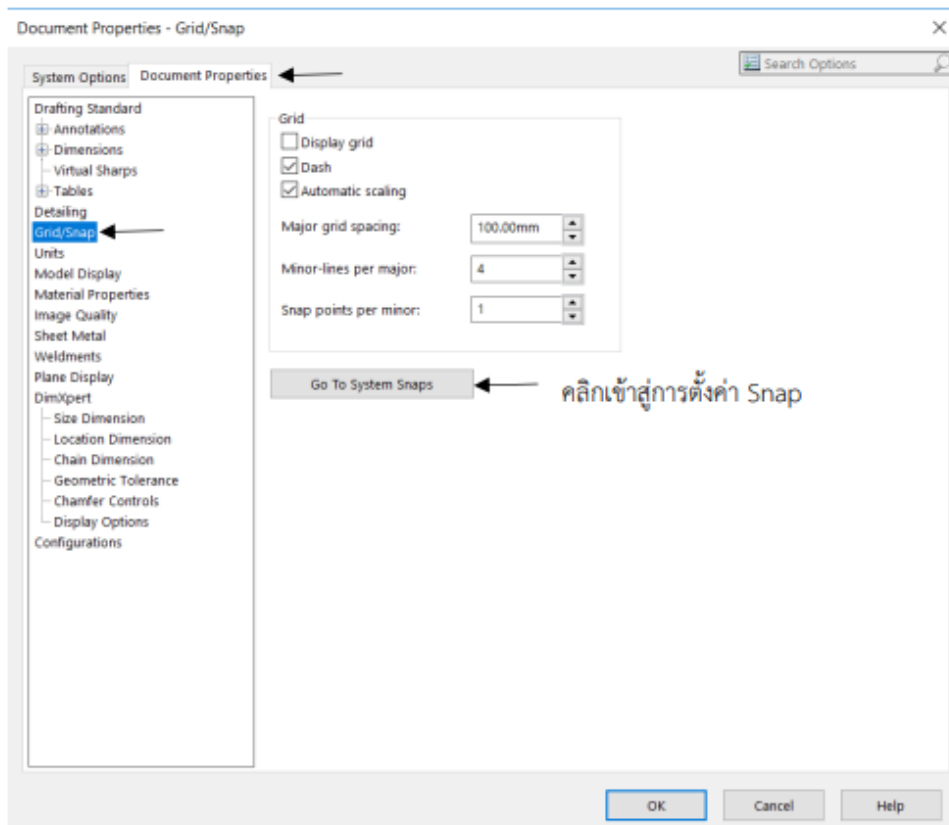 Document Properties - Grid/Snap
Search Options
System Options Document Properties
Drafting Standard
Annotations
Dimensions
Virtual Sharps
Tables
Detailing
Grid/Snap
Units
Model Display
Material Properties
Image Quality
Sheet Metal
Weldments
Plane Display
DimXpert
Size Dimension
Location Dimension
Chain Dimension
Geometric Tolerance
Chamfer Controls
Display Options
Configurations
Grid
Display grid
Dash
Automatic scaling
Major grid spacing: 100.00mm
Minor-lines per major: 4
Snap points per minor: 1
Go To System Snaps
คลิกเข้าสู่การตั้งค่า Snap
OK Cancel Help